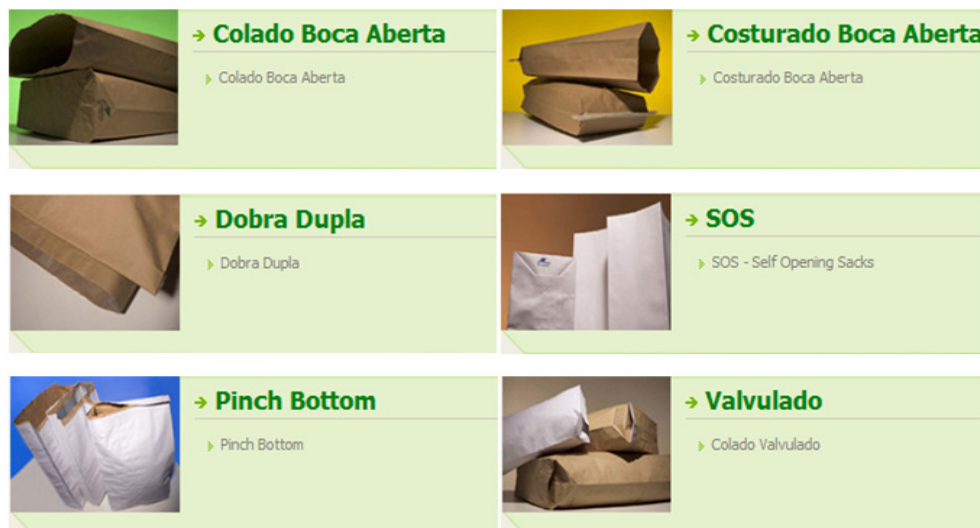 Colado Boca Aberta
Colado Boca Aberta
Costurado Boca Aberta
Costurado Boca Aberta
Dobra Dupla
Dobra Dupla
SOS
SOS - Self Opening Sacks
Pinch Bottom
Pinch Bottom
Valvulado
Colado Valvulado